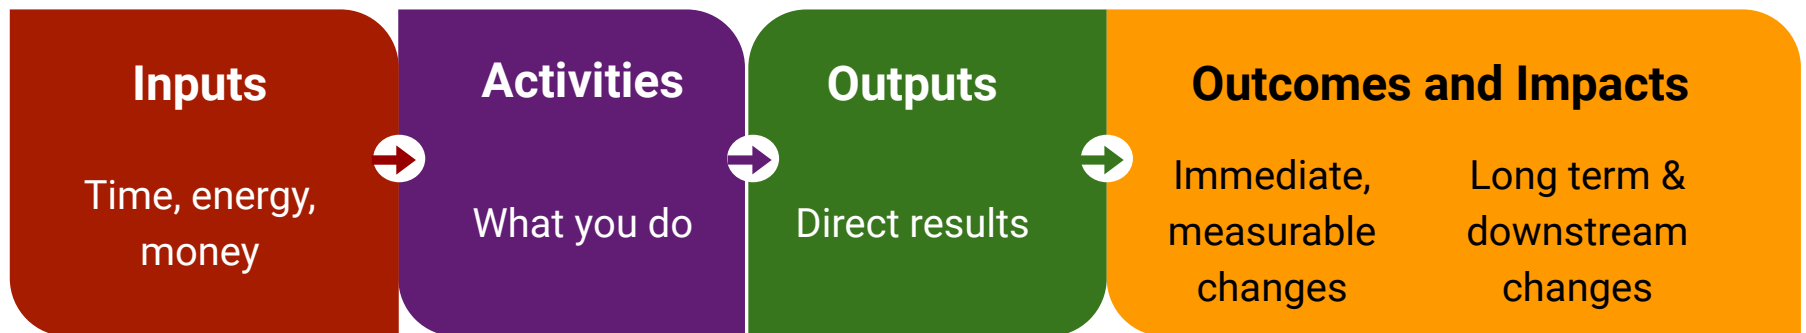 Inputs
Time, energy,
money
Activities
What you do
Outputs
Direct results
Outcomes and Impacts
Immediate,
measurable
changes
Long term &
downstream
changes